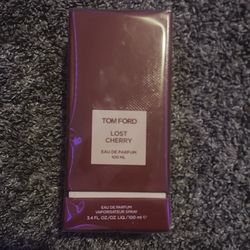 TOM FORD
LOST
CHERRY
EAU DE PARFUM
100 ML
EAU DE PARFUM
VAPORISATEUR SPRAY
3.4 FL.OZ/OZ. LIQ./100 ml ℮